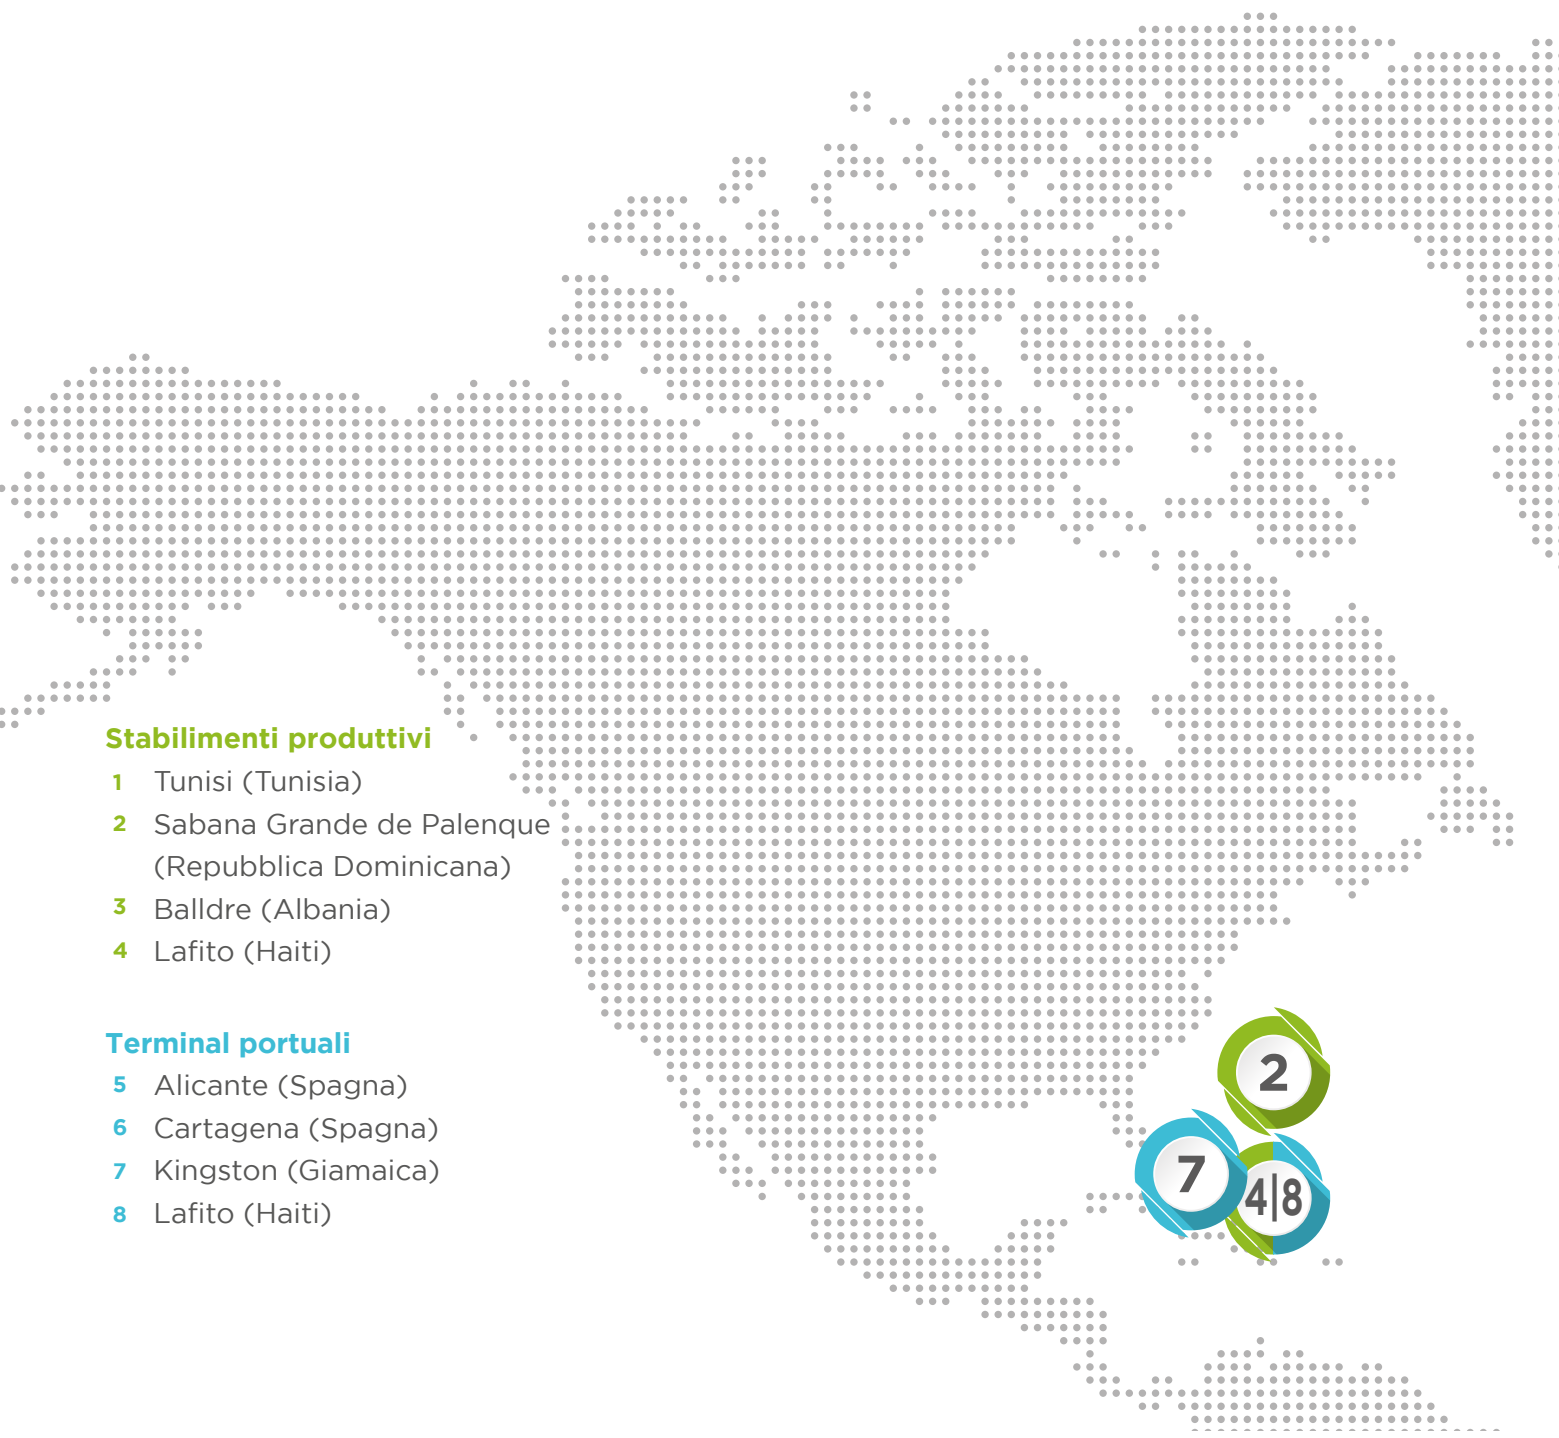 Stabilimenti produttivi
1 Tunisi (Tunisia)
2 Sabana Grande de Palenque
(Repubblica Dominicana)
3 Balldre (Albania)
4 Lafito (Haiti)
Terminal portuali
5 Alicante (Spagna)
6 Cartagena (Spagna)
7 Kingston (Giamaica)
8 Lafito (Haiti)
2
7
4|8